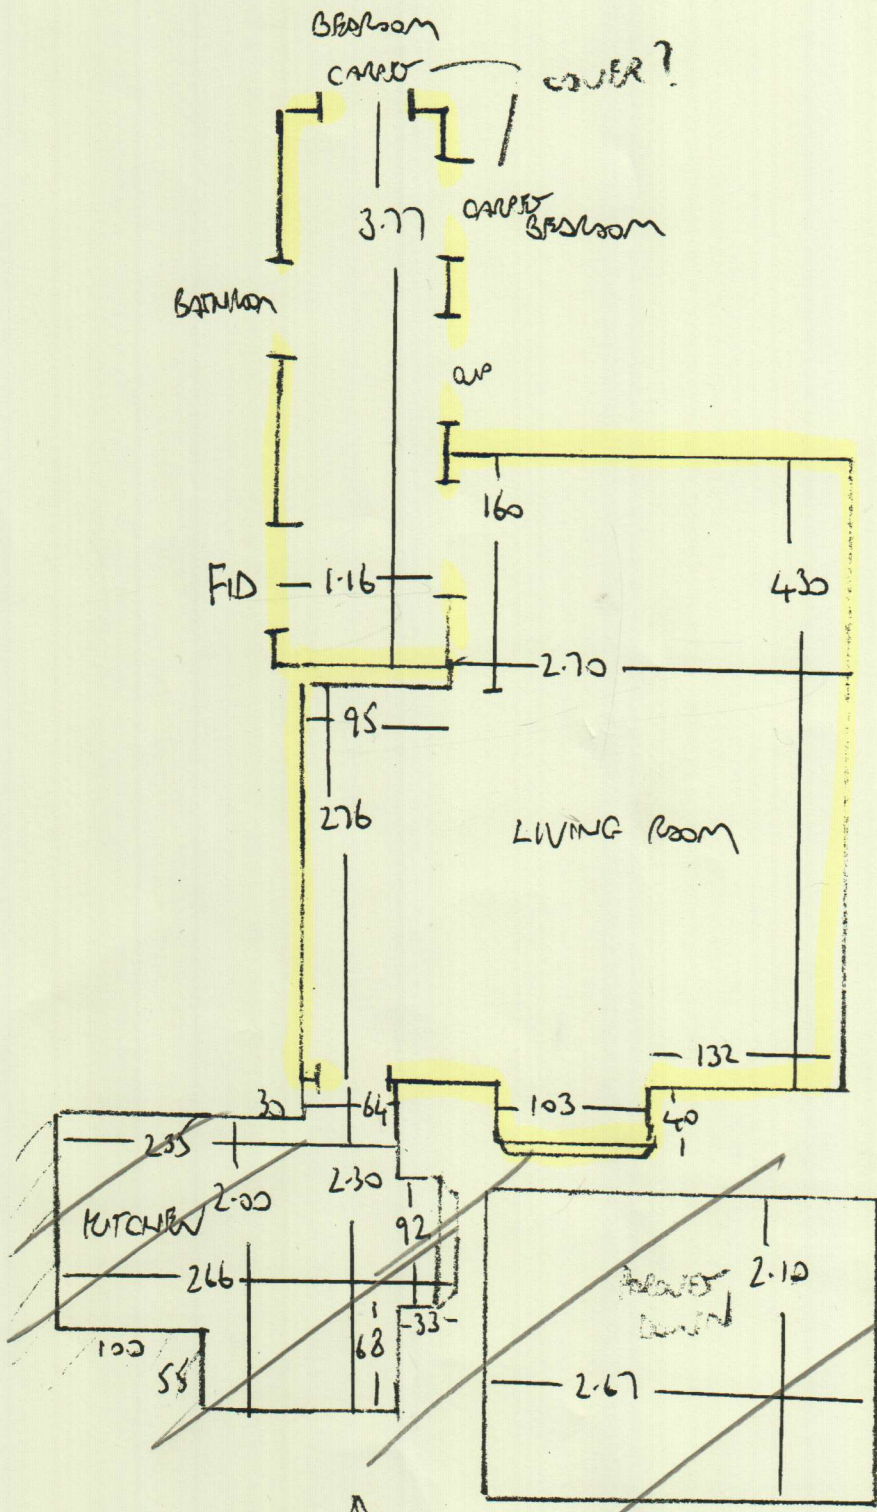 BEDROOM
CARPET
COVER?
3.77
CARPET
BEDROOM
BATHROOM
160
430
F1D
1.16
2.70
95
276
LIVING ROOM
132
30
64
103
40
235
2.30
2.00
KITCHEN
92
266
2.10
33
68
100
55
2.67